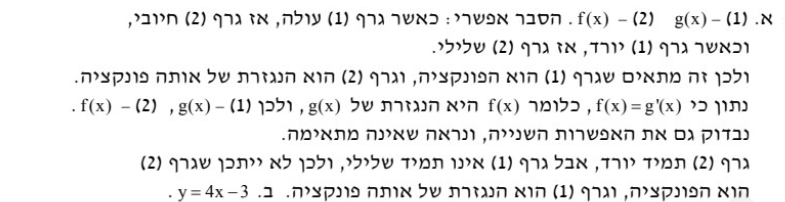 א. (1) – g(x)   (2) – f(x). הסבר אפשרי: כאשר גרף (1) עולה, אז גרף (2) חיובי,
וכאשר גרף (1) יורד, אז גרף (2) שלילי.
ולכן זה מתאים שגרף (1) הוא הפונקציה, וגרף (2) הוא הנגזרת של אותה פונקציה.
נתון כי f(x)=g'(x), כלומר f(x) היא הנגזרת של g(x), ולכן (1) – g(x), (2) – f(x).
נבדוק גם את האפשרות השנייה, ונראה שאינה מתאימה.
גרף (2) תמיד יורד, אבל גרף (1) אינו תמיד שלילי, ולכן לא ייתכן שגרף (2)
הוא הפונקציה, וגרף (1) הוא הנגזרת של אותה פונקציה. ב. y=4x–3.